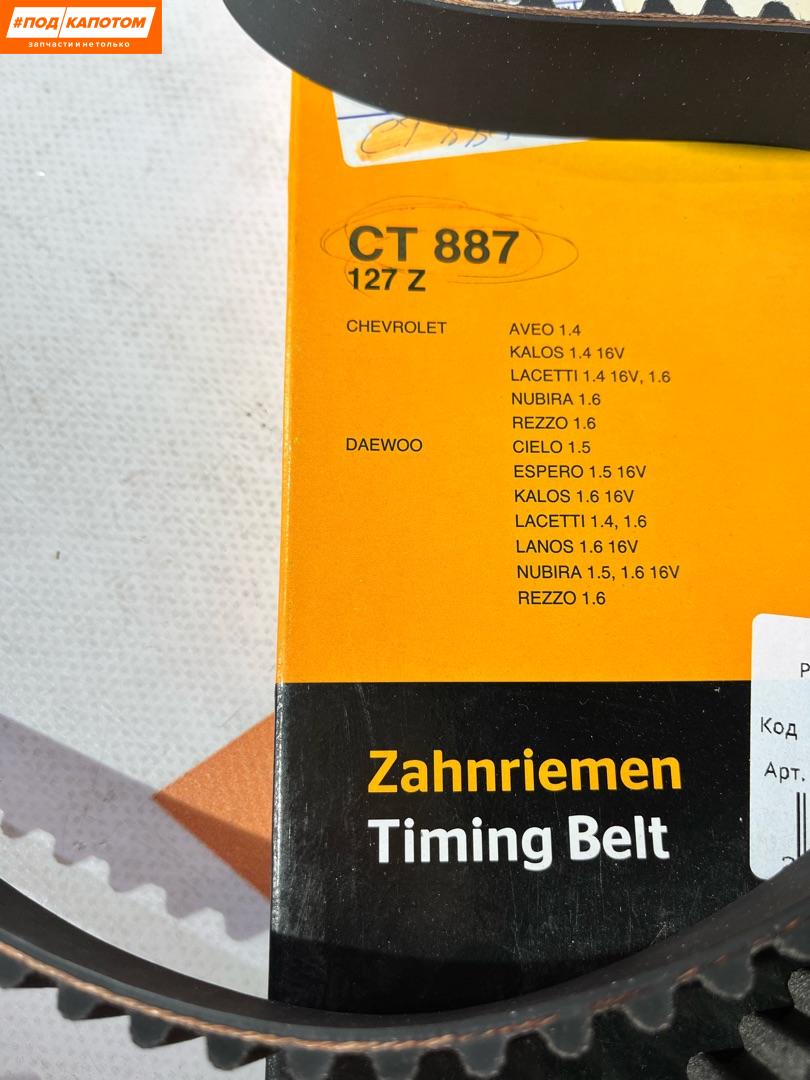 #ПОД КАПОТОМ
запчасти и не только
CT 887
127 Z
CHEVROLET AVEO 1.4
KALOS 1.4 16V
LACETTI 1.4 16V, 1.6
NUBIRA 1.6
REZZO 1.6
DAEWOO CIELO 1.5
ESPERO 1.5 16V
KALOS 1.6 16V
LACETTI 1.4, 1.6
LANOS 1.6 16V
NUBIRA 1.5, 1.6 16V
REZZO 1.6
Код
Арт.
Zahnriemen
Timing Belt